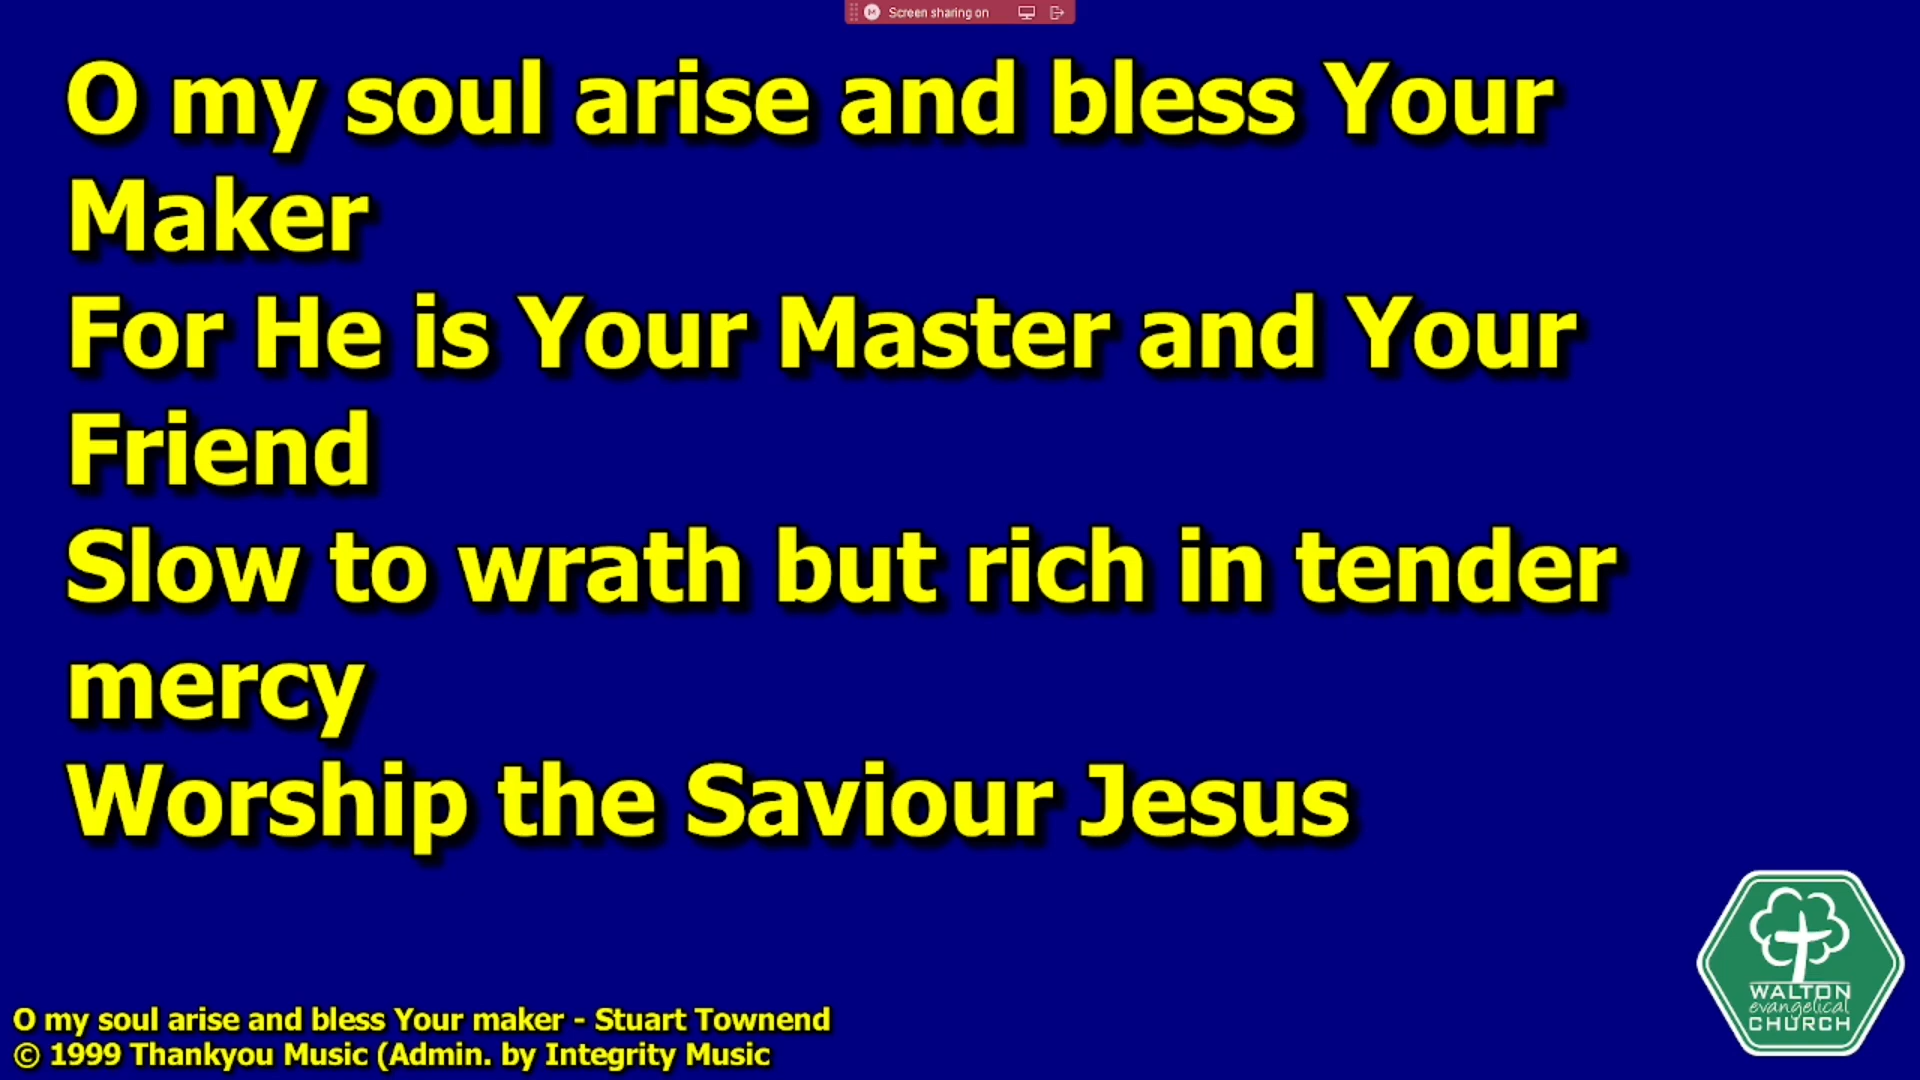 Screen sharing on
O my soul arise and bless Your
Maker
For He is Your Master and Your
Friend
Slow to wrath but rich in tender
mercy
Worship the Saviour Jesus
WALTON
evangelical
CHURCH
O my soul arise and bless Your maker - Stuart Townend
© 1999 Thankyou Music (Admin. by Integrity Music